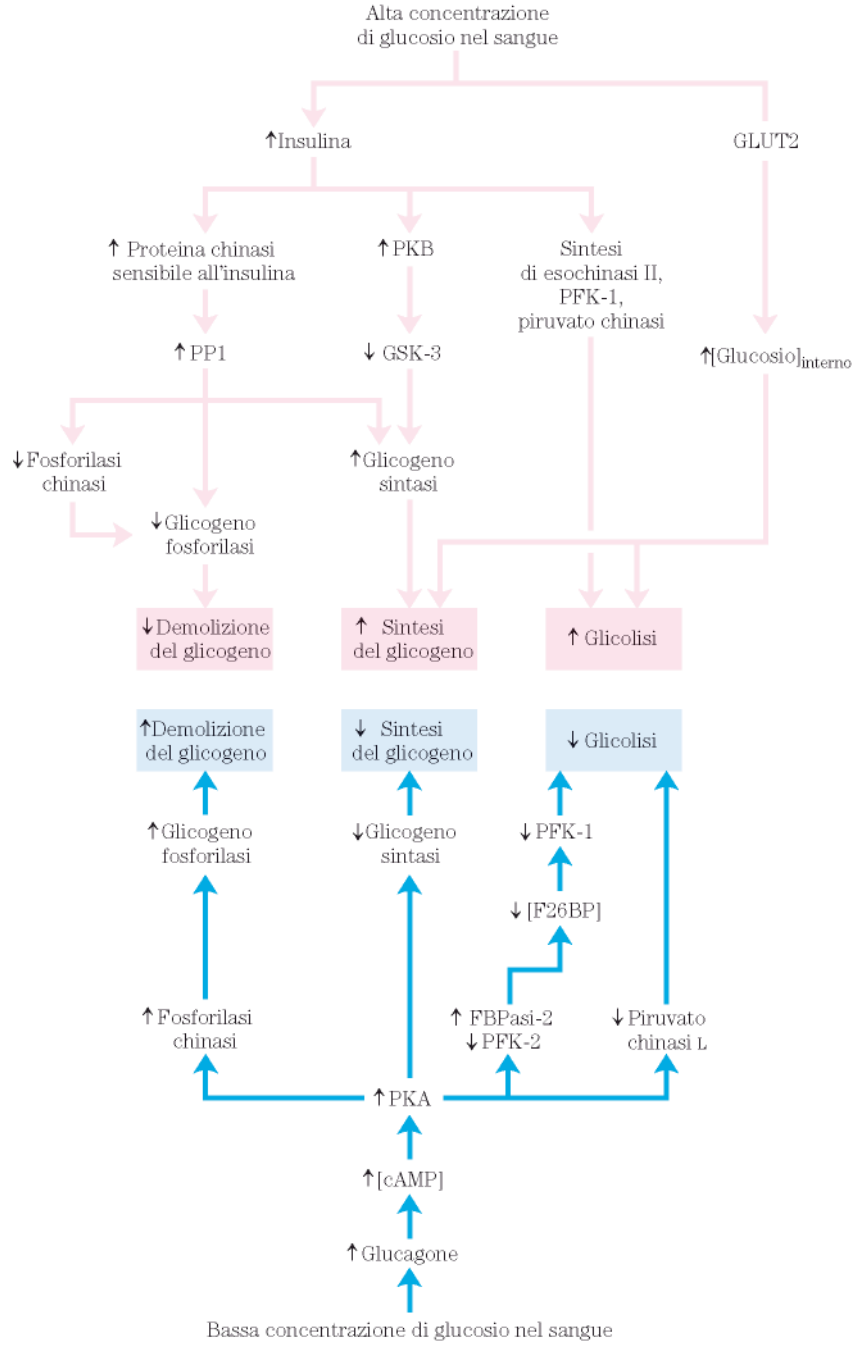 Alta concentrazione
di glucosio nel sangue
↑Insulina
GLUT2
↑ Proteina chinasi
sensibile all'insulina
↑PKB
Sintesi
di esochinasi II,
PFK-1,
piruvato chinasi
↑PP1
↓ GSK-3
↑[Glucosio]interno
↓Fosforilasi
chinasi
↑Glicogeno
sintasi
↓Glicogeno
fosforilasi
↓Demolizione
del glicogeno
↑ Sintesi
del glicogeno
↑ Glicolisi
↑Demolizione
del glicogeno
↓ Sintesi
del glicogeno
↓ Glicolisi
↑Glicogeno
fosforilasi
↓Glicogeno
sintasi
↓PFK-1
↓[F26BP]
↑Fosforilasi
chinasi
↑ FBPasi-2
↓PFK-2
↓Piruvato
chinasi L
↑PKA
↑[cAMP]
↑Glucagone
Bassa concentrazione di glucosio nel sangue